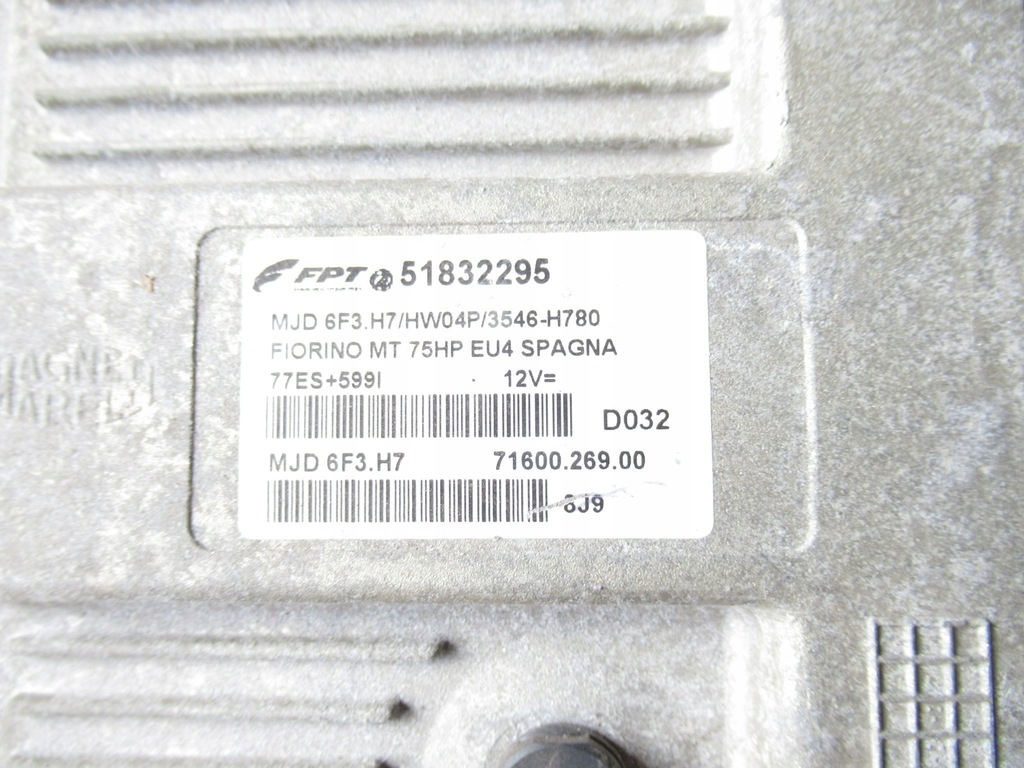 FPT 51832295
MJD 6F3.H7/HW04P/3546-H780
FIORINO MT 75HP EU4 SPAGNA
77ES+599I 12V=
D032
MJD 6F3.H7 71600.269.00
8J9